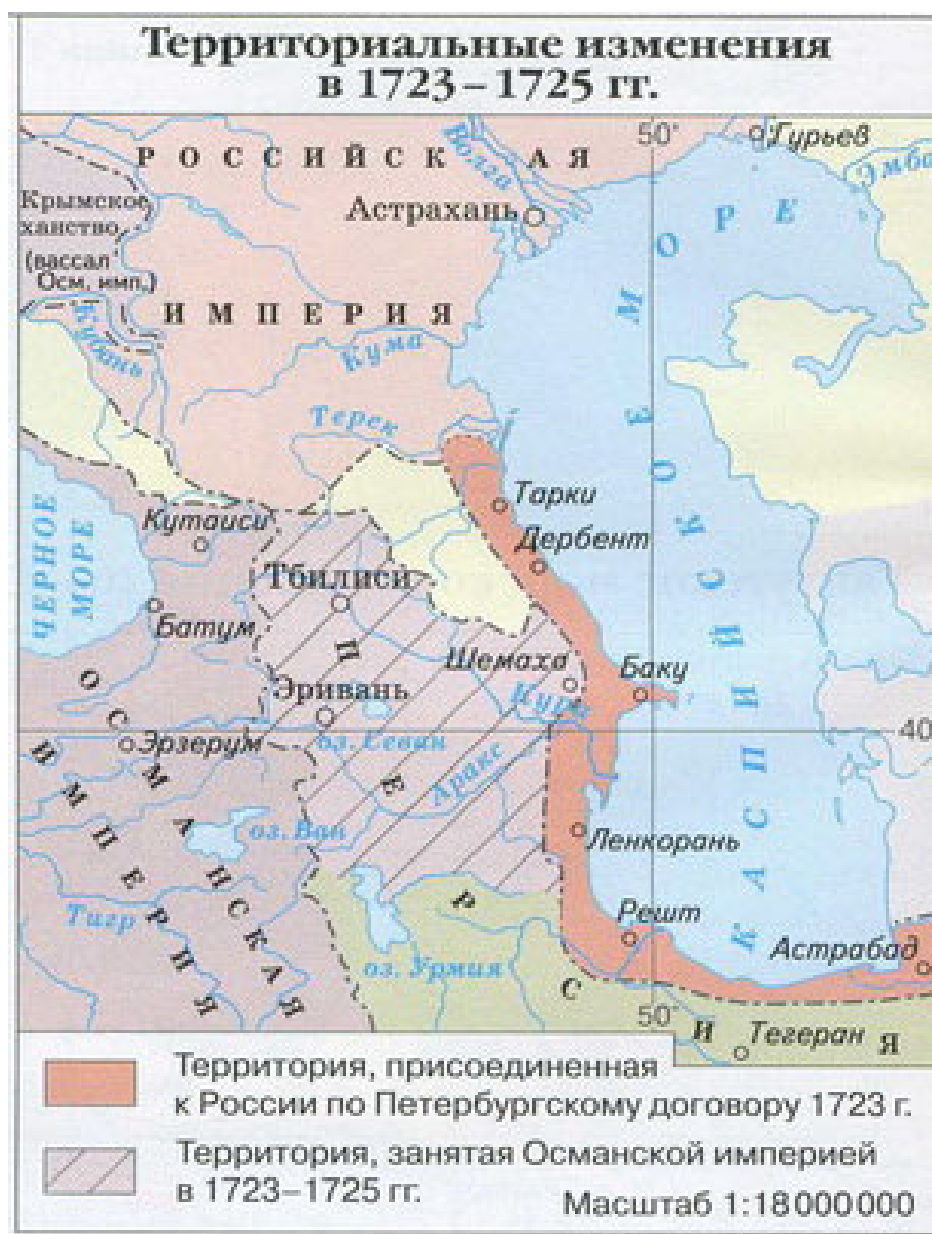 Территориальные изменения
в 1723–1725 гг.
50°
Гурьев
Эмба
РОССИЙСКАЯ
Волга
Крымское
ханство
(вассал
Осм. имп.)
Астрахань
ИМПЕРИЯ
Кубань
Кума
Терек
КАСПИЙСКОЕ МОРЕ
Тарки
Дербент
Кутаиси
ЧЕРНОЕ
МОРЕ
Тбилиси
Батум
Шемаха
Баку
Кура
Эривань
40
Эрзерум
оз. Севан
Аракс
ОСМАНСКАЯ
ИМПЕРИЯ
оз. Ван
Ленкорань
ПЕРСИЯ
Тигр
Решт
оз. Урмия
Астрабад
50°
Тегеран
Территория, присоединенная
к России по Петербургскому договору 1723 г.
Территория, занятая Османской империей
в 1723–1725 гг.
Масштаб 1:18 000 000